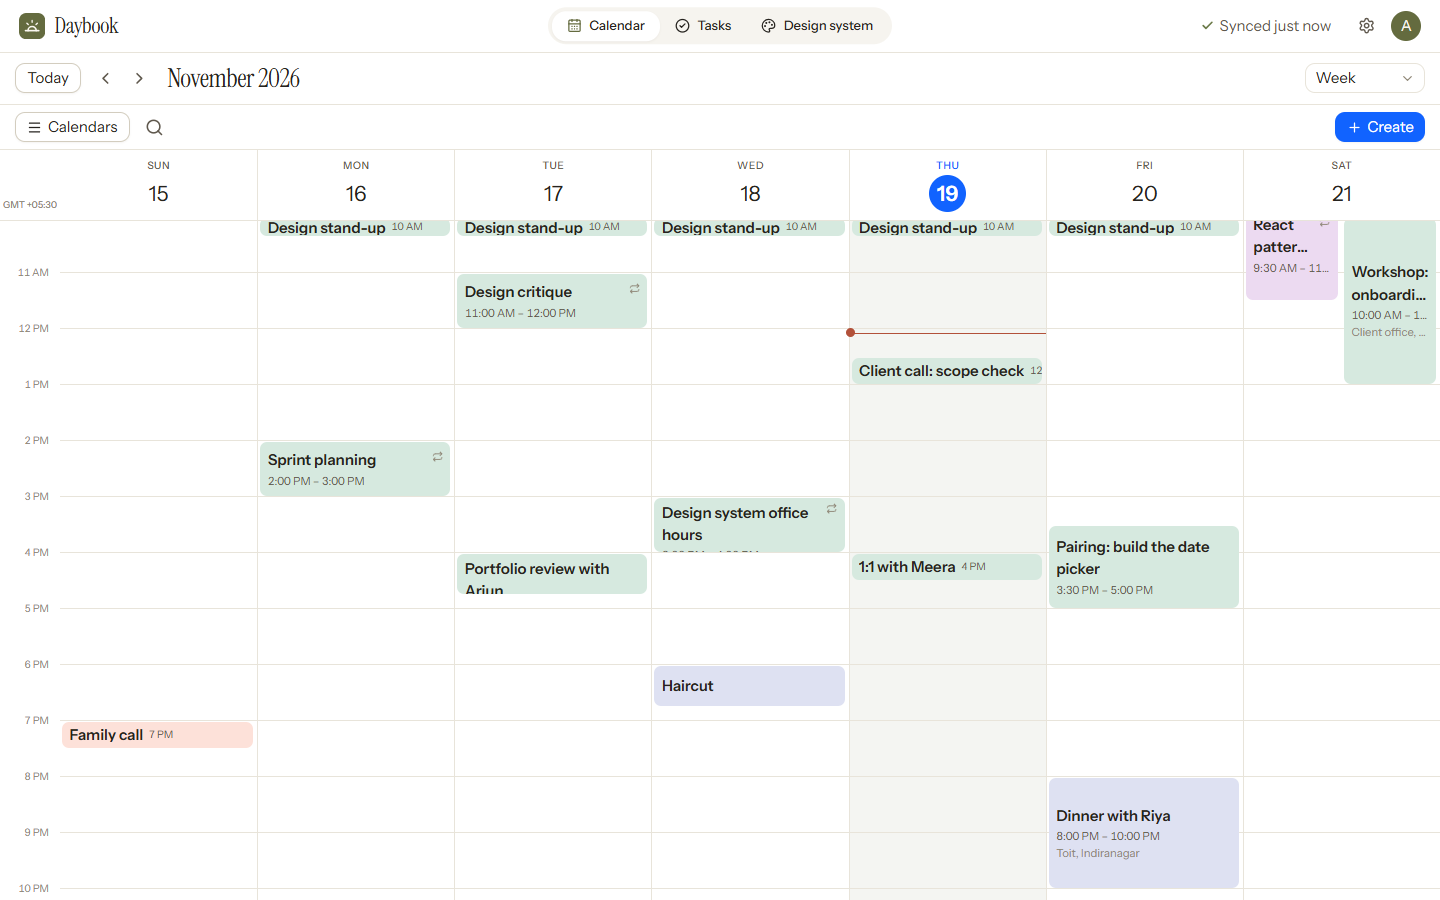 Daybook
Calendar
Tasks
Design system
Synced just now
A
Today
November 2026
Week
Calendars
Create
GMT +05:30
SUN
15
MON
16
TUE
17
WED
18
THU
19
FRI
20
SAT
21
Design stand-up 10 AM
Design stand-up 10 AM
Design stand-up 10 AM
Design stand-up 10 AM
Design stand-up 10 AM
React
patter...
9:30 AM – 11...
Workshop:
onboardi...
10:00 AM – 1...
Client office, ...
11 AM
Design critique
11:00 AM – 12:00 PM
12 PM
Client call: scope check 12
1 PM
2 PM
Sprint planning
2:00 PM – 3:00 PM
3 PM
Design system office
hours
Pairing: build the date
picker
3:30 PM – 5:00 PM
4 PM
Portfolio review with
Arjun
1:1 with Meera 4 PM
5 PM
6 PM
Haircut
7 PM
Family call 7 PM
8 PM
Dinner with Riya
8:00 PM – 10:00 PM
Toit, Indiranagar
9 PM
10 PM